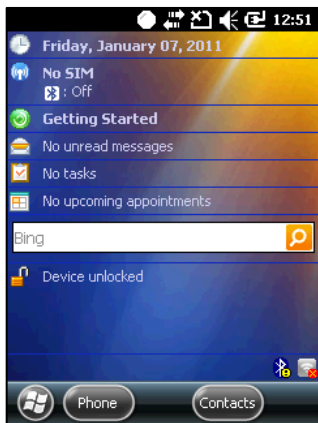 12:51
Friday, January 07, 2011
No SIM
: Off
Getting Started
No unread messages
No tasks
No upcoming appointments
Bing
Device unlocked
Phone
Contacts